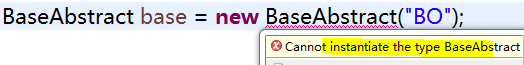 BaseAbstract base = new BaseAbstract("BO");
Cannot instantiate the type BaseAbstract